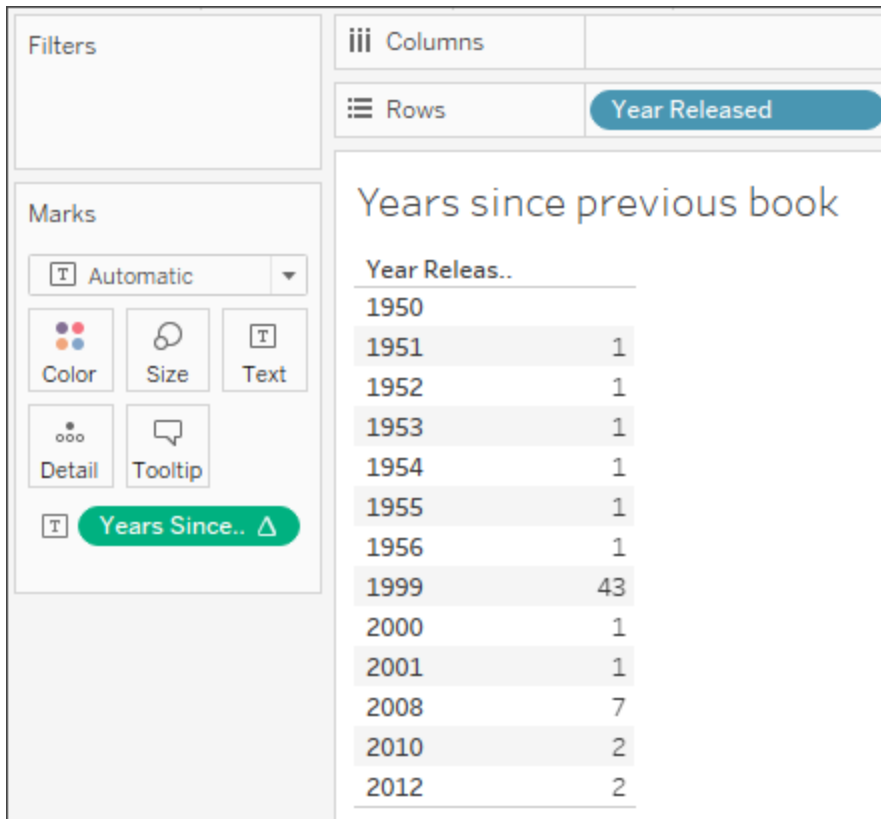 Filters
Columns
Rows
Year Released
Marks
Automatic
Color
Size
Text
Detail
Tooltip
Years Since..
Years since previous book
Year Releas..
1950
1951 1
1952 1
1953 1
1954 1
1955 1
1956 1
1999 43
2000 1
2001 1
2008 7
2010 2
2012 2